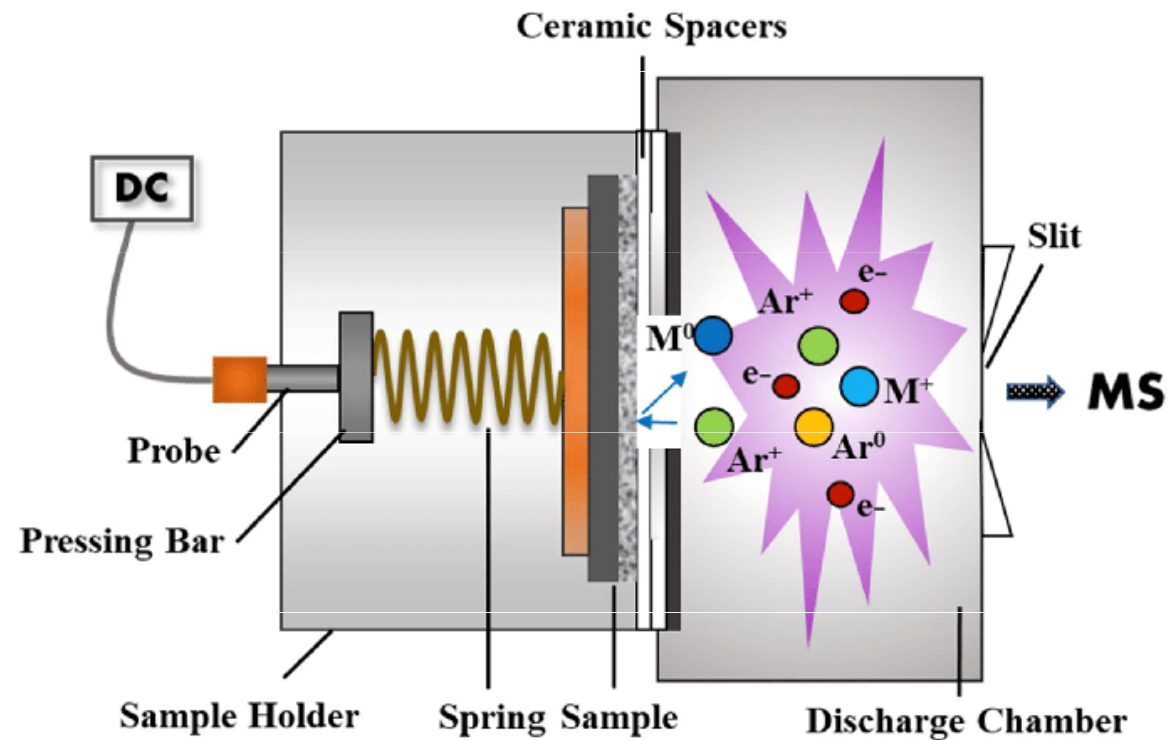 Ceramic Spacers
DC
Slit
e-
Ar⁺
M⁰
e-
M⁺
MS
Ar⁰
Ar⁺
Probe
e-
Pressing Bar
Sample Holder
Spring Sample
Discharge Chamber